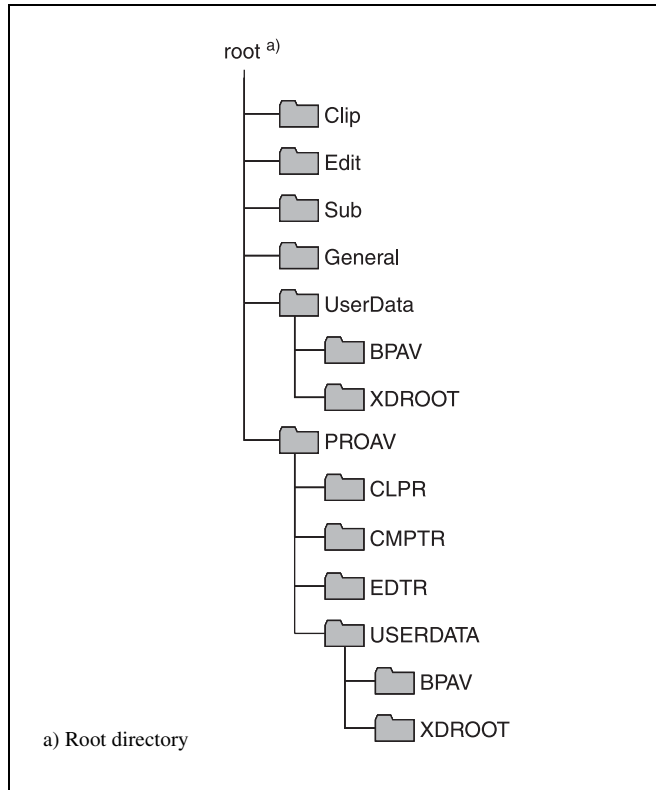 root a)
Clip
Edit
Sub
General
UserData
BPAV
XDROOT
PROAV
CLPR
CMPTR
EDTR
USERDATA
BPAV
XDROOT
a) Root directory